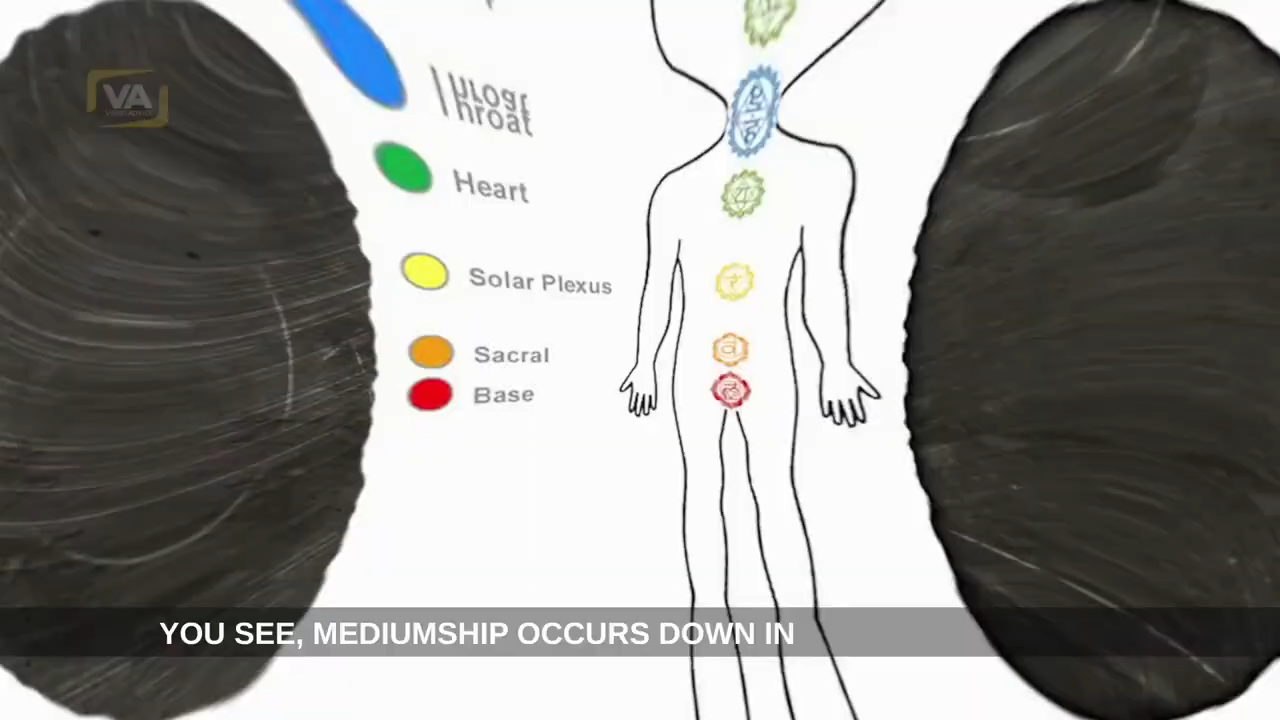 VA
Throat
Heart
Solar Plexus
Sacral
Base
YOU SEE, MEDIUMSHIP OCCURS DOWN IN